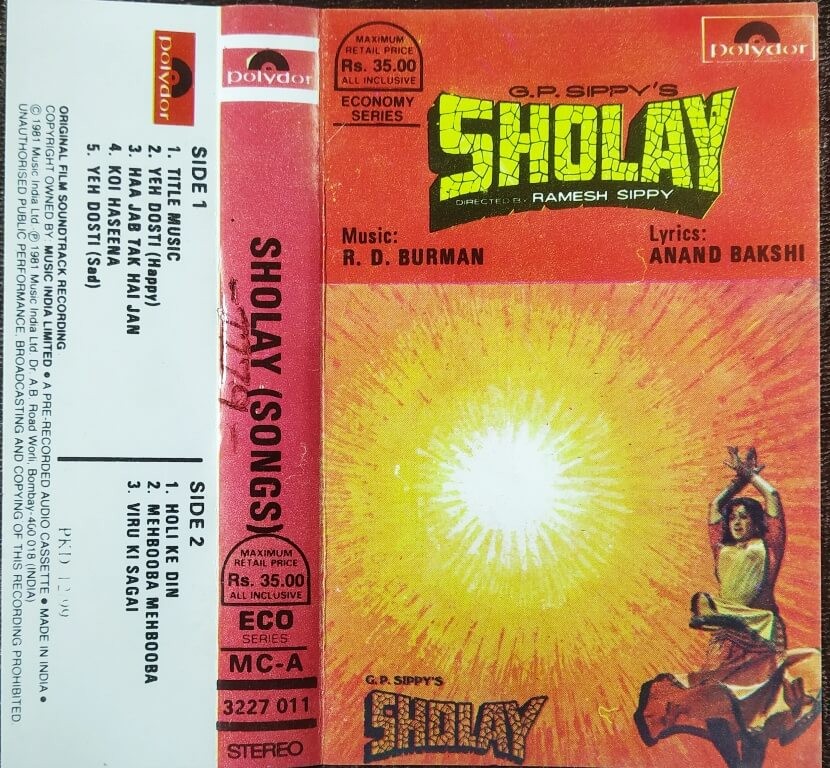 polydor
SIDE 1
1. TITLE MUSIC
2. YEH DOSTI (Happy)
3. HAA JAB TAK HAI JAN
4. KOI HASEENA
5. YEH DOSTI (Sad)
SIDE 2
1. HOLI KE DIN
2. MEHBOOBA MEHBOOBA
3. VIRU KI SAGAI
ORIGINAL FILM SOUNDTRACK RECORDING
COPYRIGHT OWNED BY: MUSIC INDIA LIMITED • A PRE-RECORDED AUDIO CASSETTE • MADE IN INDIA •
© 1981 Music India Ltd. ℗ 1981 Music India Ltd. Dr. A.B. Road Worli, Bombay-400 018 (INDIA)
UNAUTHORISED PUBLIC PERFORMANCE, BROADCASTING AND COPYING OF THIS RECORDING PROHIBITED.
PKD 12 99
polydor
SHOLAY (SONGS)
MAXIMUM
RETAIL PRICE
Rs. 35.00
ALL INCLUSIVE
ECO
SERIES
MC-A
3227 011
STEREO
MAXIMUM
RETAIL PRICE
Rs. 35.00
ALL INCLUSIVE
ECONOMY
SERIES
polydor
G.P. SIPPY'S
SHOLAY
DIRECTED BY RAMESH SIPPY
Music:
R. D. BURMAN
Lyrics:
ANAND BAKSHI
G.P. SIPPY'S
SHOLAY